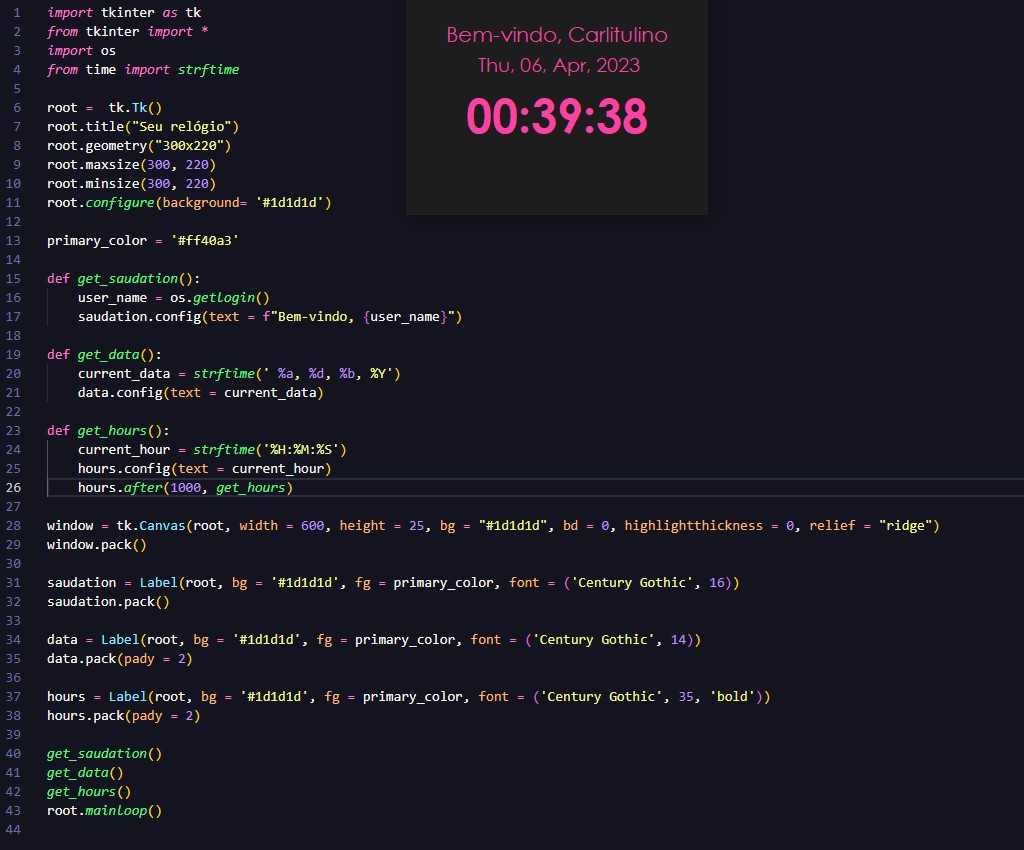 1 import tkinter as tk
2 from tkinter import *
3 import os
4 from time import strftime
5
6 root =  tk.Tk()
7 root.title("Seu relógio")
8 root.geometry("300x220")
9 root.maxsize(300, 220)
10 root.minsize(300, 220)
11 root.configure(background= '#1d1d1d')
12
13 primary_color = '#ff40a3'
14
15 def get_saudation():
16     user_name = os.getlogin()
17     saudation.config(text = f"Bem-vindo, {user_name}")
18
19 def get_data():
20     current_data = strftime(' %a, %d, %b, %Y')
21     data.config(text = current_data)
22
23 def get_hours():
24     current_hour = strftime('%H:%M:%S')
25     hours.config(text = current_hour)
26     hours.after(1000, get_hours)
27
28 window = tk.Canvas(root, width = 600, height = 25, bg = "#1d1d1d", bd = 0, highlightthickness = 0, relief = "ridge")
29 window.pack()
30
31 saudation = Label(root, bg = '#1d1d1d', fg = primary_color, font = ('Century Gothic', 16))
32 saudation.pack()
33
34 data = Label(root, bg = '#1d1d1d', fg = primary_color, font = ('Century Gothic', 14))
35 data.pack(pady = 2)
36
37 hours = Label(root, bg = '#1d1d1d', fg = primary_color, font = ('Century Gothic', 35, 'bold'))
38 hours.pack(pady = 2)
39
40 get_saudation()
41 get_data()
42 get_hours()
43 root.mainloop()
44
Bem-vindo, Carlitulino
Thu, 06, Apr, 2023
00:39:38